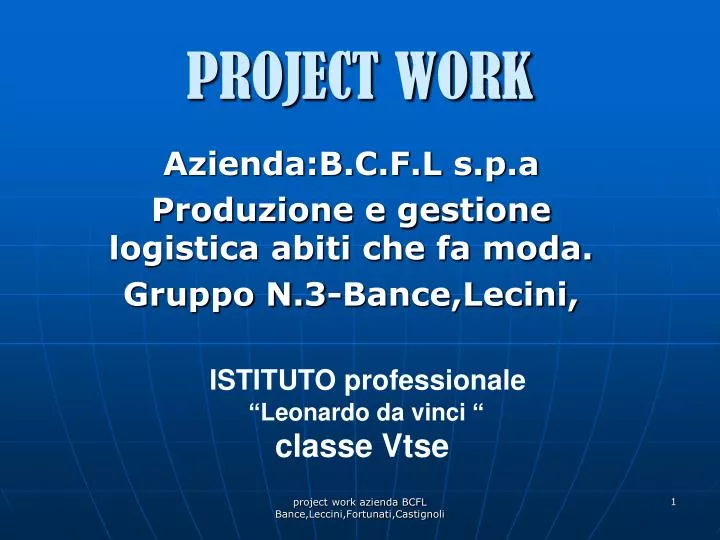 PROJECT WORK
Azienda:B.C.F.L s.p.a
Produzione e gestione
logistica abiti che fa moda.
Gruppo N.3-Bance,Lecini,
ISTITUTO professionale
“Leonardo da vinci “
classe Vtse
project work azienda BCFL
Bance,Leccini,Fortunati,Castignoli
1